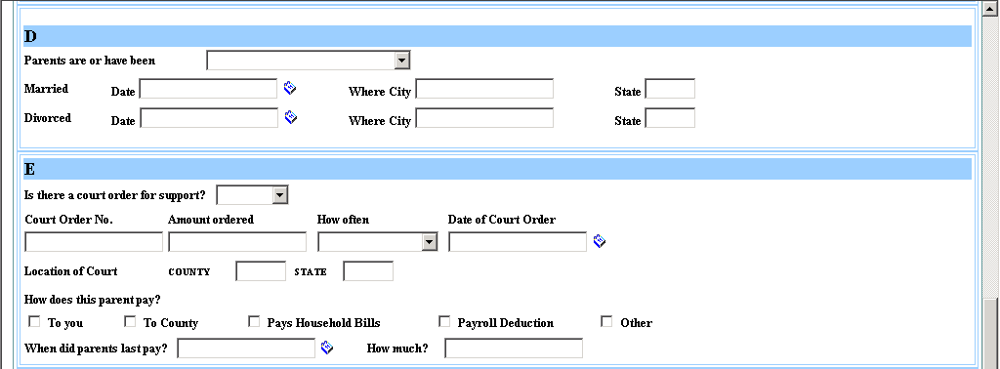 D
Parents are or have been
Married Date Where City State
Divorced Date Where City State
E
Is there a court order for support?
Court Order No. Amount ordered How often Date of Court Order
Location of Court COUNTY STATE
How does this parent pay?
To you To County Pays Household Bills Payroll Deduction Other
When did parents last pay? How much?